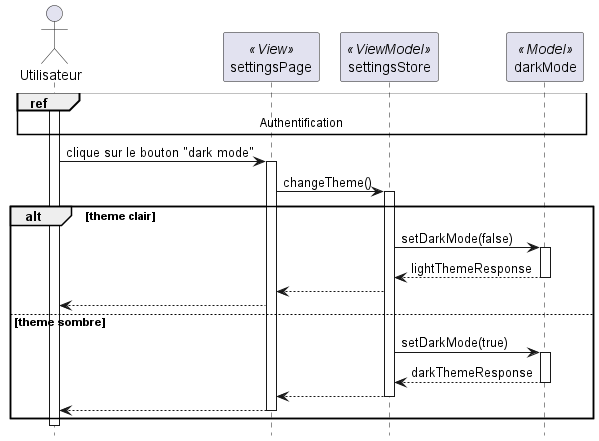 Utilisateur
« View»
settingsPage
« ViewModel»
settingsStore
« Model»
darkMode
ref
Authentification
clique sur le bouton "dark mode"
changeTheme()
alt
[theme clair]
setDarkMode(false)
lightThemeResponse
[theme sombre]
setDarkMode(true)
darkThemeResponse